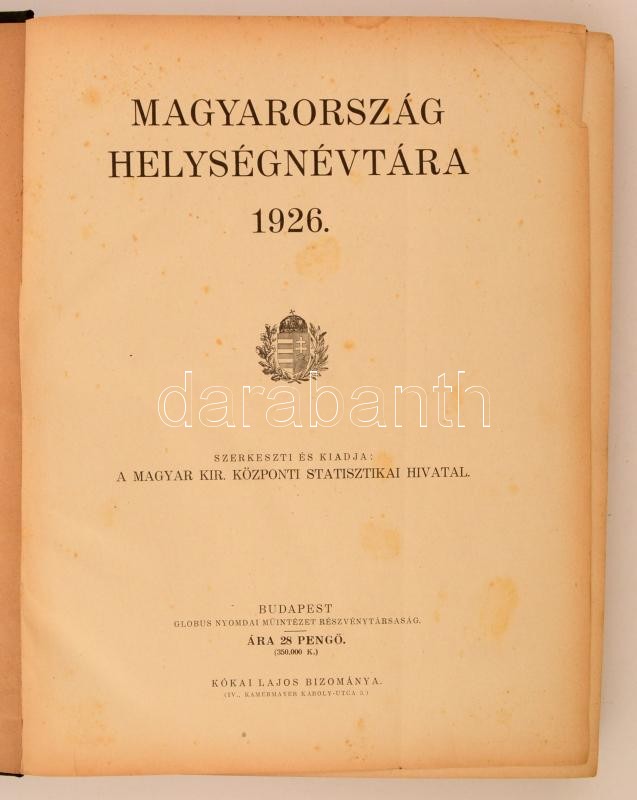 MAGYARORSZÁG
HELYSÉGNÉVTÁRA
1926.
darabanth
SZERKESZTI ÉS KIADJA:
A MAGYAR KIR. KÖZPONTI STATISZTIKAI HIVATAL.
BUDAPEST
GLOBUS NYOMDAI MŰINTÉZET RÉSZVÉNYTÁRSASÁG.
ÁRA 28 PENGŐ.
(350,000 K.)
KÓKAI LAJOS BIZOMÁNYA.
(IV., KAMERMAYER KÁROLY-UTCA 3.)